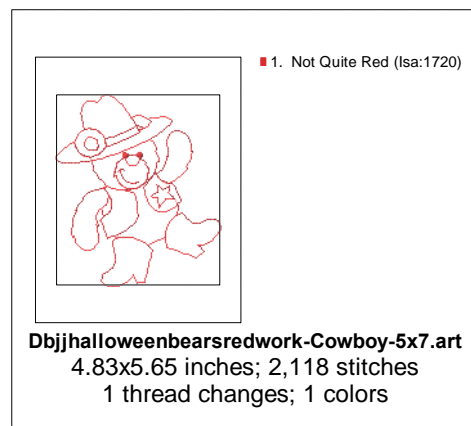 1. Not Quite Red (Isa:1720)
Dbjjhalloweenbearsredwork-Cowboy-5x7.art
4.83x5.65 inches; 2,118 stitches
1 thread changes; 1 colors